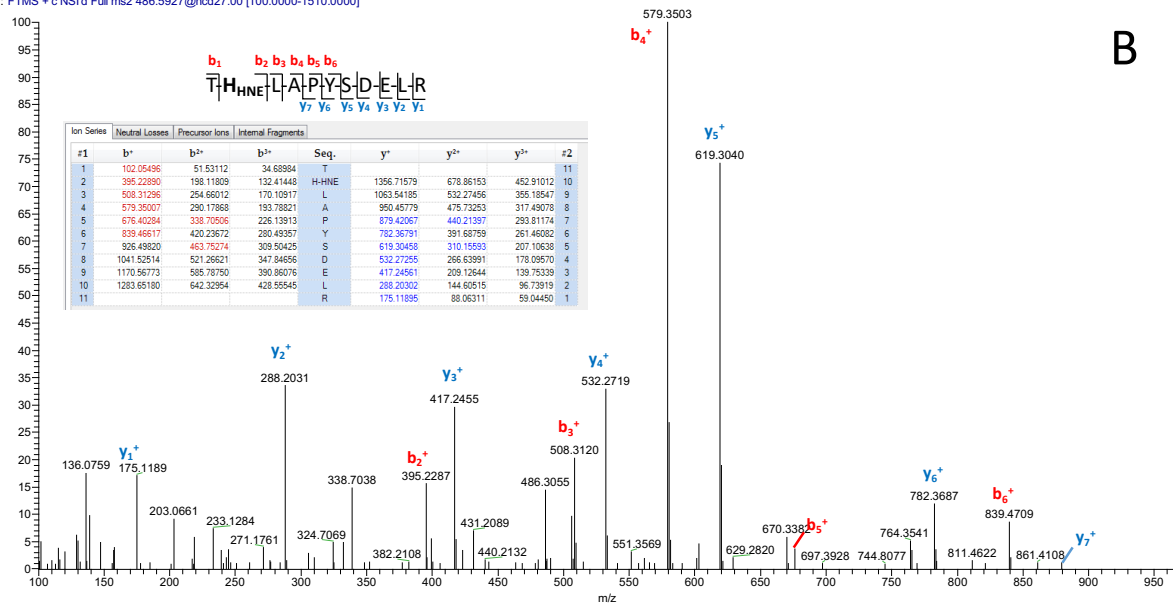 : FTMS + c NSI d Full ms2 486.5927@hcd27.00 [100.0000-1510.0000]
B
b1 b2 b3 b4 b5 b6
T H HNE L A P Y S D E L R
y7 y6 y5 y4 y3 y2 y1
Ion Series Neutral Losses Precursor Ions Internal Fragments
#1 b+ b2+ b3+ Seq. y+ y2+ y3+ #2
1 102.05496 51.53112 34.68984 T 11
2 395.22890 198.11809 132.41448 H-HNE 1356.71579 678.86153 452.91012 10
3 508.31296 254.66012 170.10917 L 1063.54185 532.27456 355.18547 9
4 579.35007 290.17868 193.78821 A 950.45779 475.73253 317.49078 8
5 676.40284 338.70506 226.13913 P 879.42067 440.21397 293.81174 7
6 839.46617 420.23672 280.49357 Y 782.36791 391.68759 261.46082 6
7 926.49820 463.75274 309.50425 S 619.30458 310.15593 207.10638 5
8 1041.52514 521.26621 347.84656 D 532.27255 266.63991 178.09570 4
9 1170.56773 585.78750 390.86076 E 417.24561 209.12644 139.75339 3
10 1283.65180 642.32954 428.55545 L 288.20302 144.60515 96.73919 2
11 R 175.11895 88.06311 59.04450 1
100
95
90
85
80
75
70
65
60
55
50
45
40
35
30
25
20
15
10
5
0
b4+ 579.3503
y5+
619.3040
y4+
532.2719
y2+
288.2031
y3+
417.2455
b3+
508.3120
b2+
395.2287
y1+
175.1189
136.0759
203.0661
233.1284
271.1761
324.7069
338.7038
382.2108
431.2089
440.2132
486.3055
551.3569
629.2820
670.3382
b5+
697.3928
744.8077
764.3541
y6+
782.3687
811.4622
b6+
839.4709
861.4108
y7+
100 150 200 250 300 350 400 450 500 550 600 650 700 750 800 850 900 950
m/z